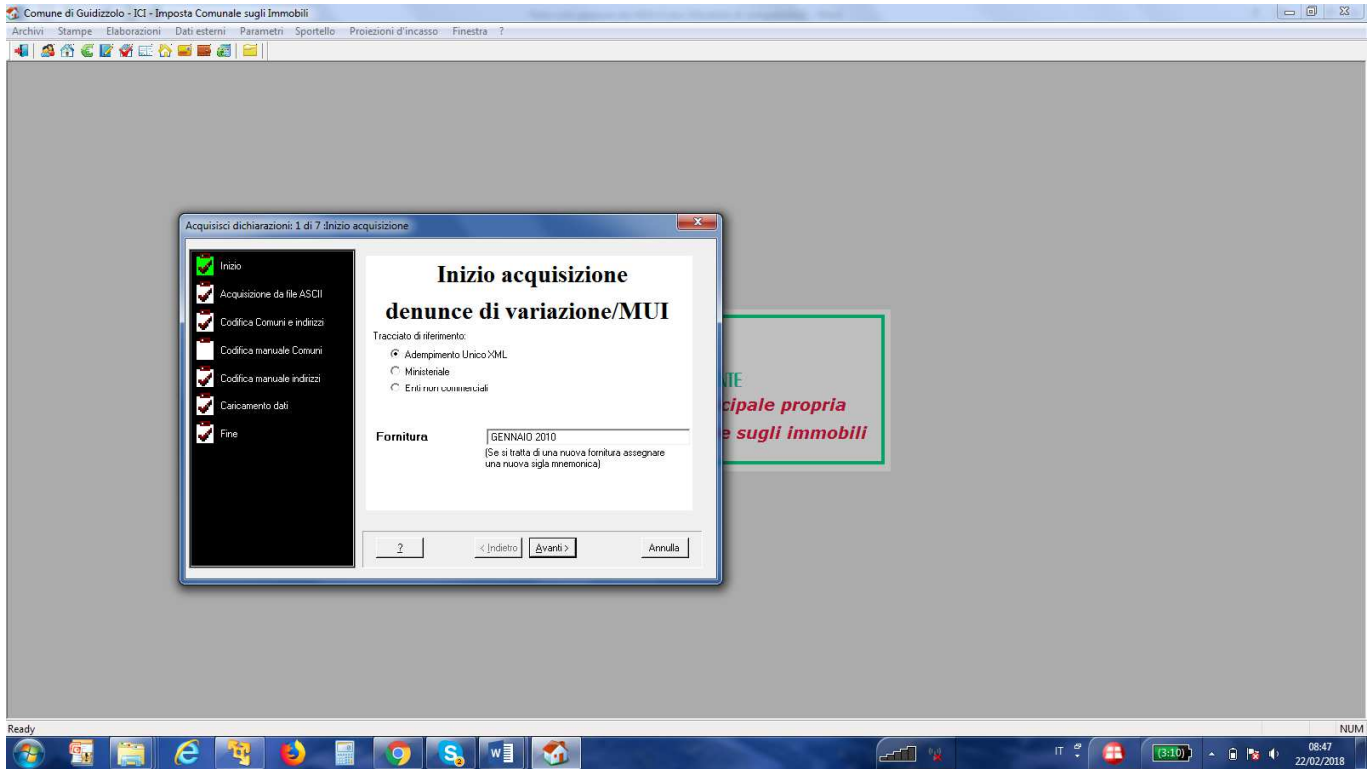 Comune di Guidizzolo - ICI - Imposta Comunale sugli Immobili
Archivi Stampe Elaborazioni Dati esterni Parametri Sportello Proiezioni d'incasso Finestra ?
Acquisisci dichiarazioni: 1 di 7 :Inizio acquisizione
Inizio
Acquisizione da file ASCII
Codifica Comuni e indirizzi
Codifica manuale Comuni
Codifica manuale indirizzi
Caricamento dati
Fine
Inizio acquisizione
denunce di variazione/MUI
Tracciato di riferimento:
Adempimento Unico XML
Ministeriale
Enti non commerciali
Fornitura GENNAIO 2010
(Se si tratta di una nuova fornitura assegnare
una nuova sigla mnemonica)
? < Indietro Avanti > Annulla
NTE
cipale propria
e sugli immobili
Ready NUM
IT (3:10) 08:47
22/02/2018